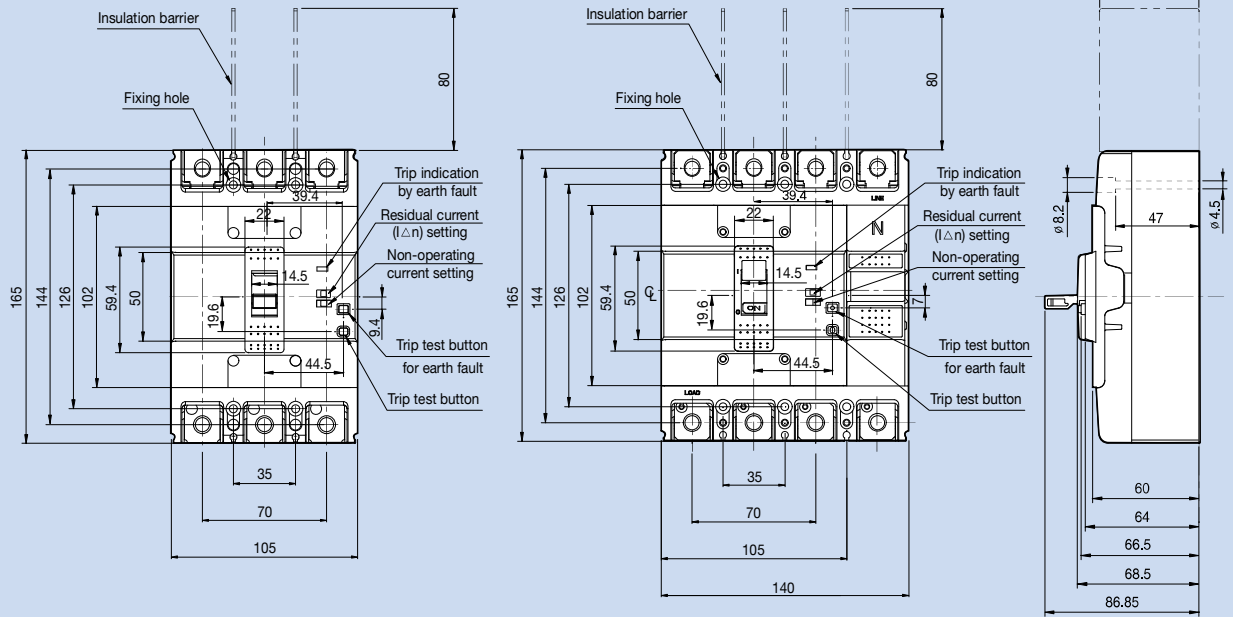 Insulation barrier
80
Fixing hole
Trip indication
by earth fault
39.4
22
Residual current
(I△n) setting
Non-operating
current setting
14.5
165
144
126
102
59.4
50
19.6
9.4
44.5
Trip test button
for earth fault
Trip test button
35
70
105
Insulation barrier
80
Fixing hole
Trip indication
by earth fault
LINE
39.4
22
N
Residual current
(I△n) setting
Non-operating
current setting
14.5
I
165
144
126
102
59.4
50
19.6
℄
ON
0
17
44.5
Trip test button
for earth fault
Trip test button
LOAD
35
70
105
140
ø 8.2
47
ø 4.5
60
64
66.5
68.5
86.85